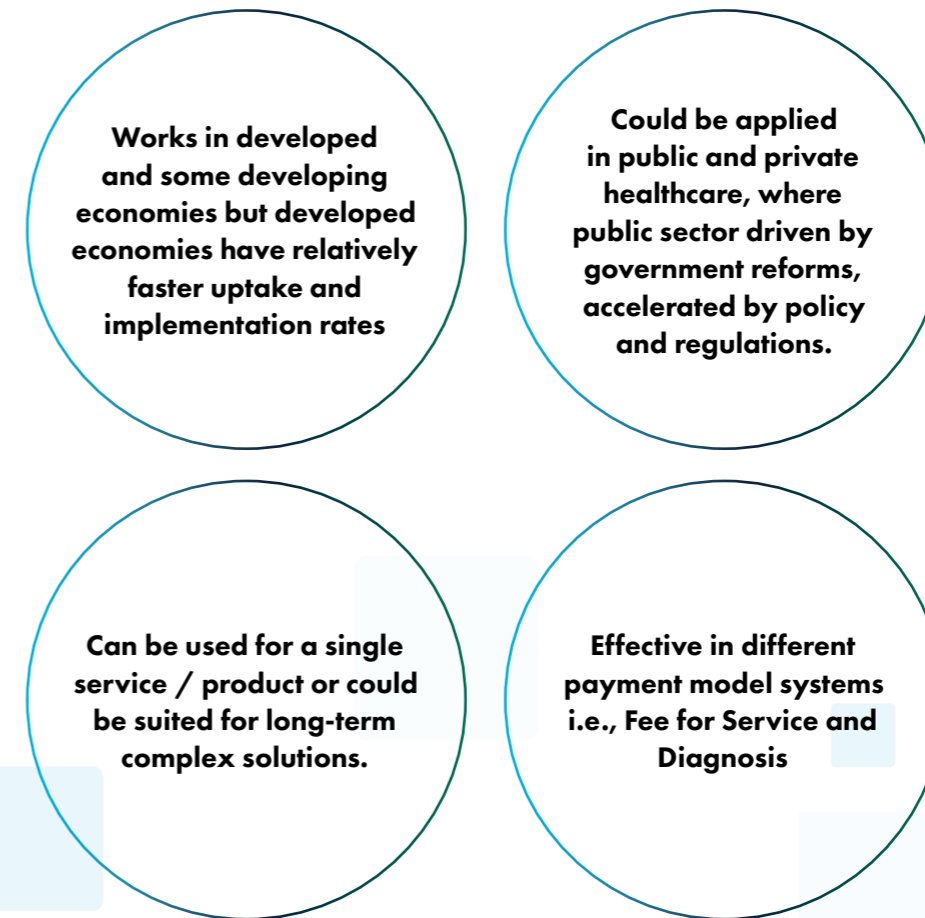 Works in developed
and some developing
economies but developed
economies have relatively
faster uptake and
implementation rates
Could be applied
in public and private
healthcare, where
public sector driven by
government reforms,
accelerated by policy
and regulations.
Can be used for a single
service / product or could
be suited for long-term
complex solutions.
Effective in different
payment model systems
i.e., Fee for Service and
Diagnosis